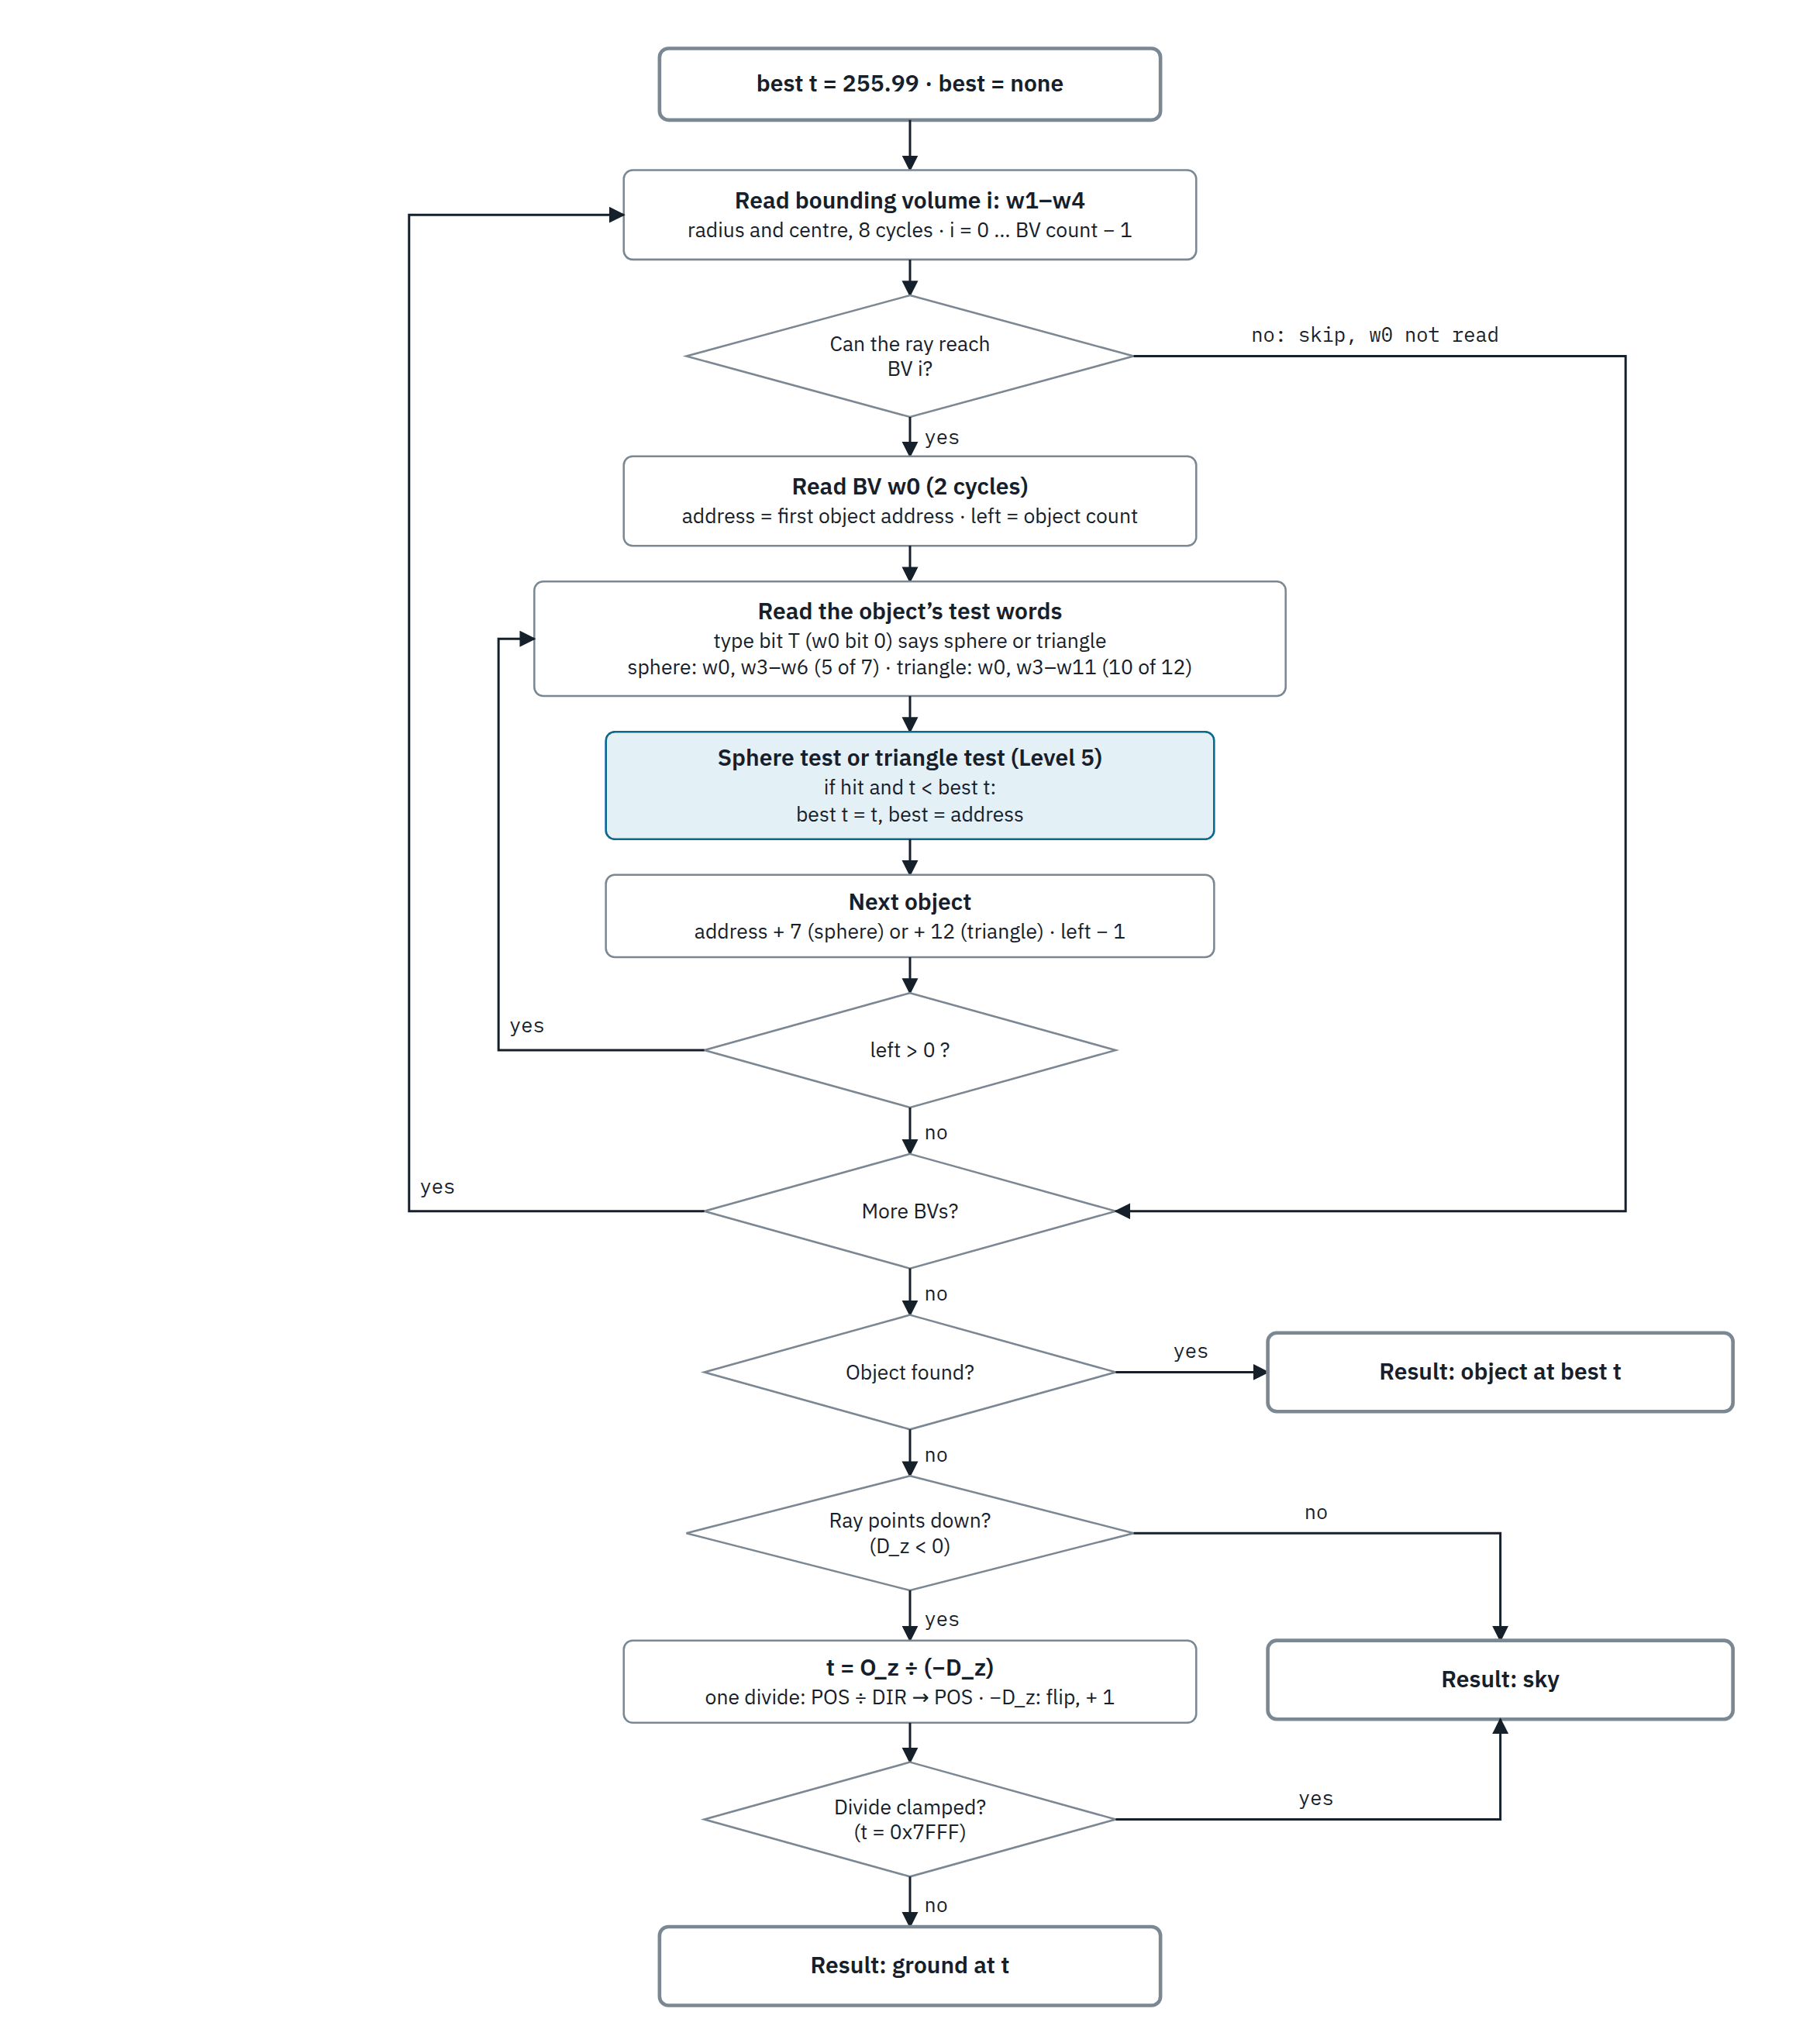 best t = 255.99 · best = none
Read bounding volume i: w1–w4
radius and centre, 8 cycles · i = 0 … BV count − 1
Can the ray reach
BV i?
no: skip, w0 not read
yes
Read BV w0 (2 cycles)
address = first object address · left = object count
Read the object’s test words
type bit T (w0 bit 0) says sphere or triangle
sphere: w0, w3–w6 (5 of 7) · triangle: w0, w3–w11 (10 of 12)
Sphere test or triangle test (Level 5)
if hit and t < best t:
best t = t, best = address
Next object
address + 7 (sphere) or + 12 (triangle) · left − 1
yes
left > 0 ?
no
yes
More BVs?
no
Object found?
yes
Result: object at best t
no
Ray points down?
(D_z < 0)
no
yes
t = O_z ÷ (−D_z)
one divide: POS ÷ DIR → POS · −D_z: flip, + 1
Result: sky
Divide clamped?
(t = 0x7FFF)
yes
no
Result: ground at t